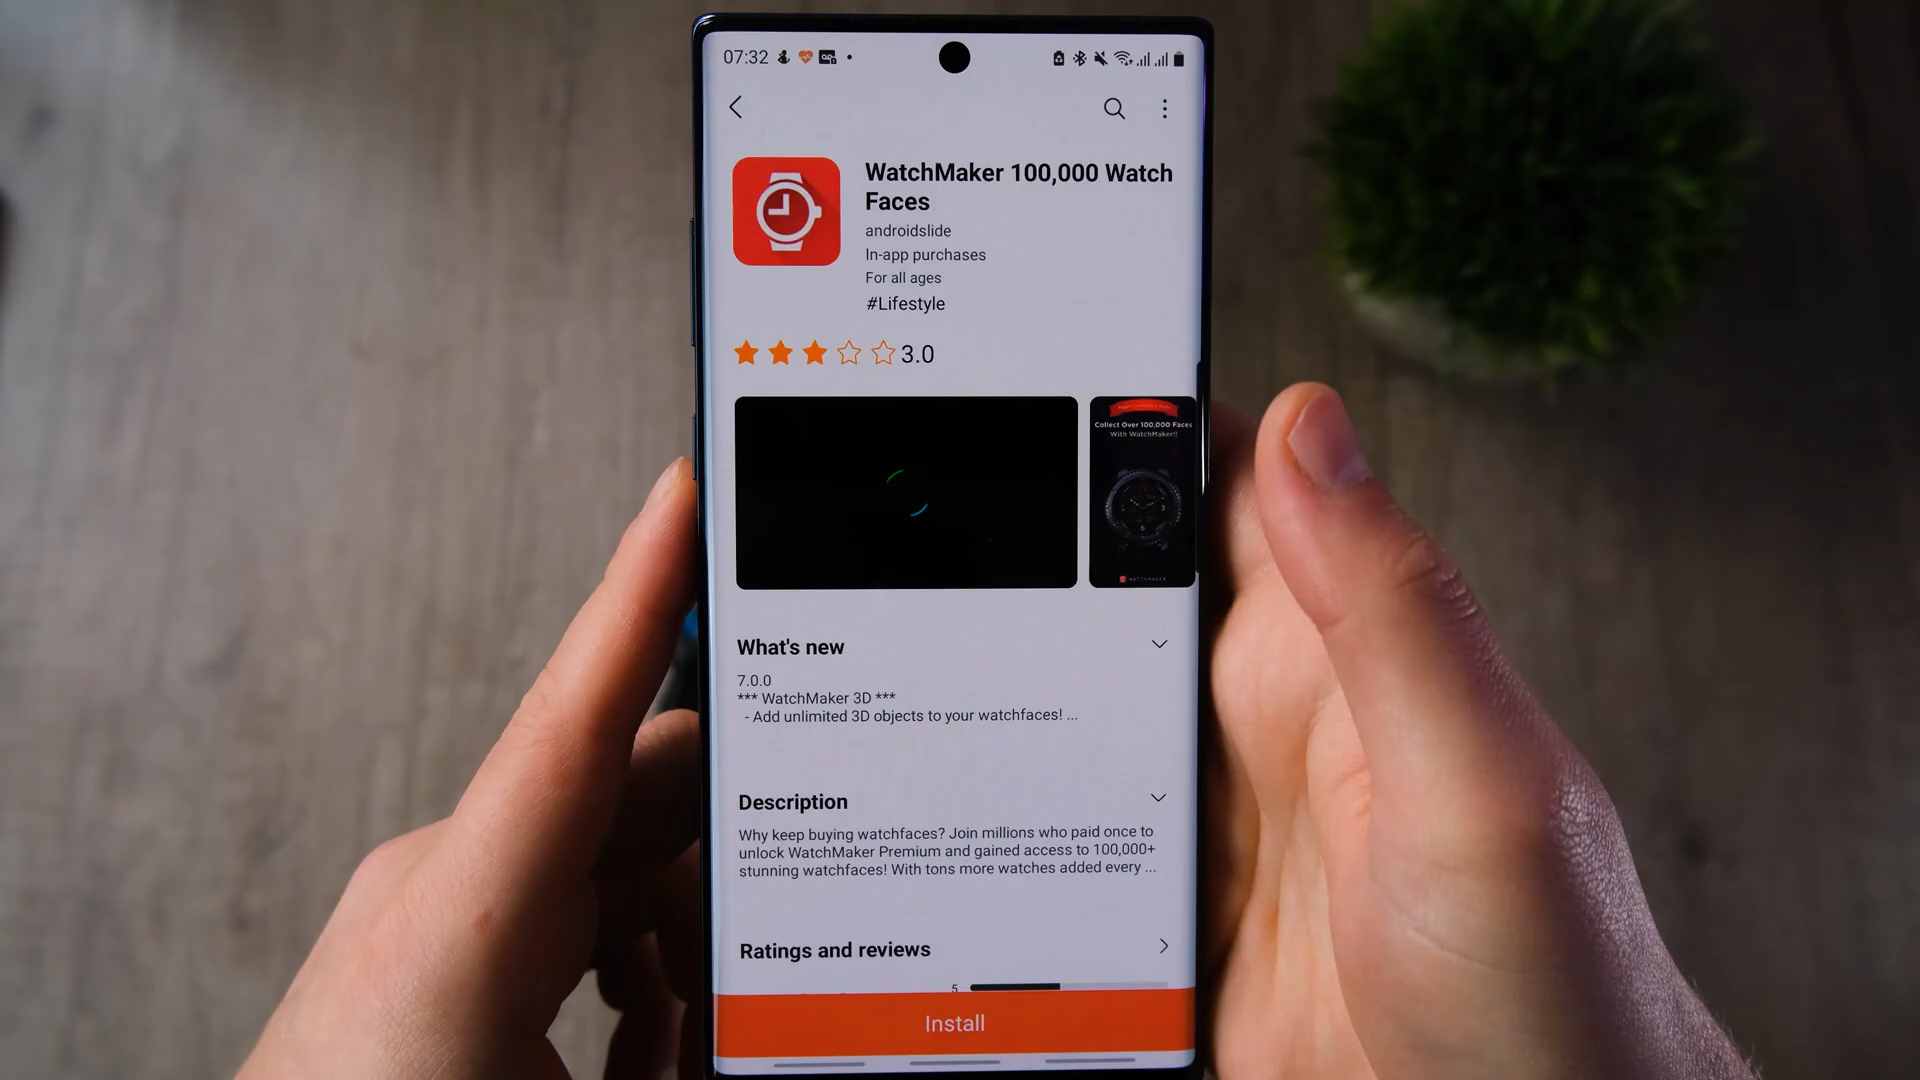 07:32
WatchMaker 100,000 Watch
Faces
androidslide
In-app purchases
For all ages
#Lifestyle
3.0
Collect Over 100,000 Faces
With WatchMaker!!
WATCHMAKER
What's new
7.0.0
*** WatchMaker 3D ***
- Add unlimited 3D objects to your watchfaces! ...
Description
Why keep buying watchfaces? Join millions who paid once to
unlock WatchMaker Premium and gained access to 100,000+
stunning watchfaces! With tons more watches added every ...
Ratings and reviews
5
Install